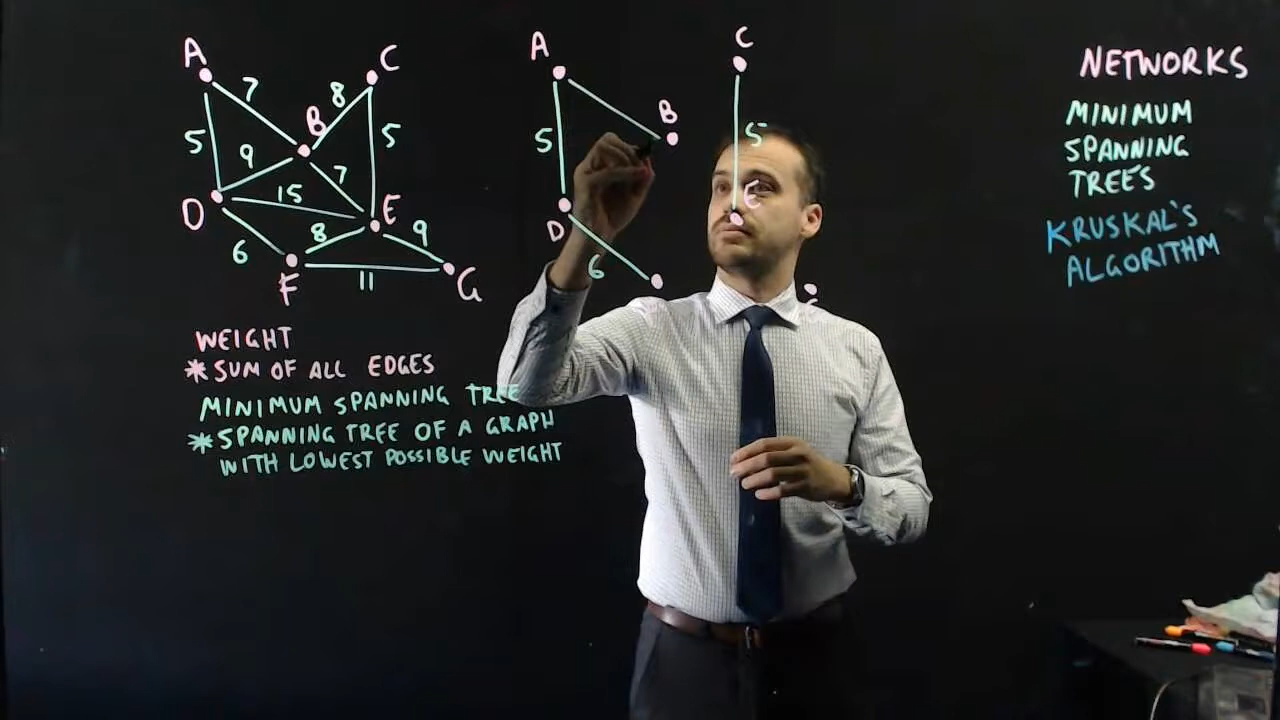 A
C
7
8
B
5
5
9
7
15
D
E
6
8
9
F
11
G
WEIGHT
*SUM OF ALL EDGES
MINIMUM SPANNING TREE
*SPANNING TREE OF A GRAPH
WITH LOWEST POSSIBLE WEIGHT
A
C
B
5
5
E
D
6
NETWORKS
MINIMUM
SPANNING
TREES
KRUSKAL'S
ALGORITHM